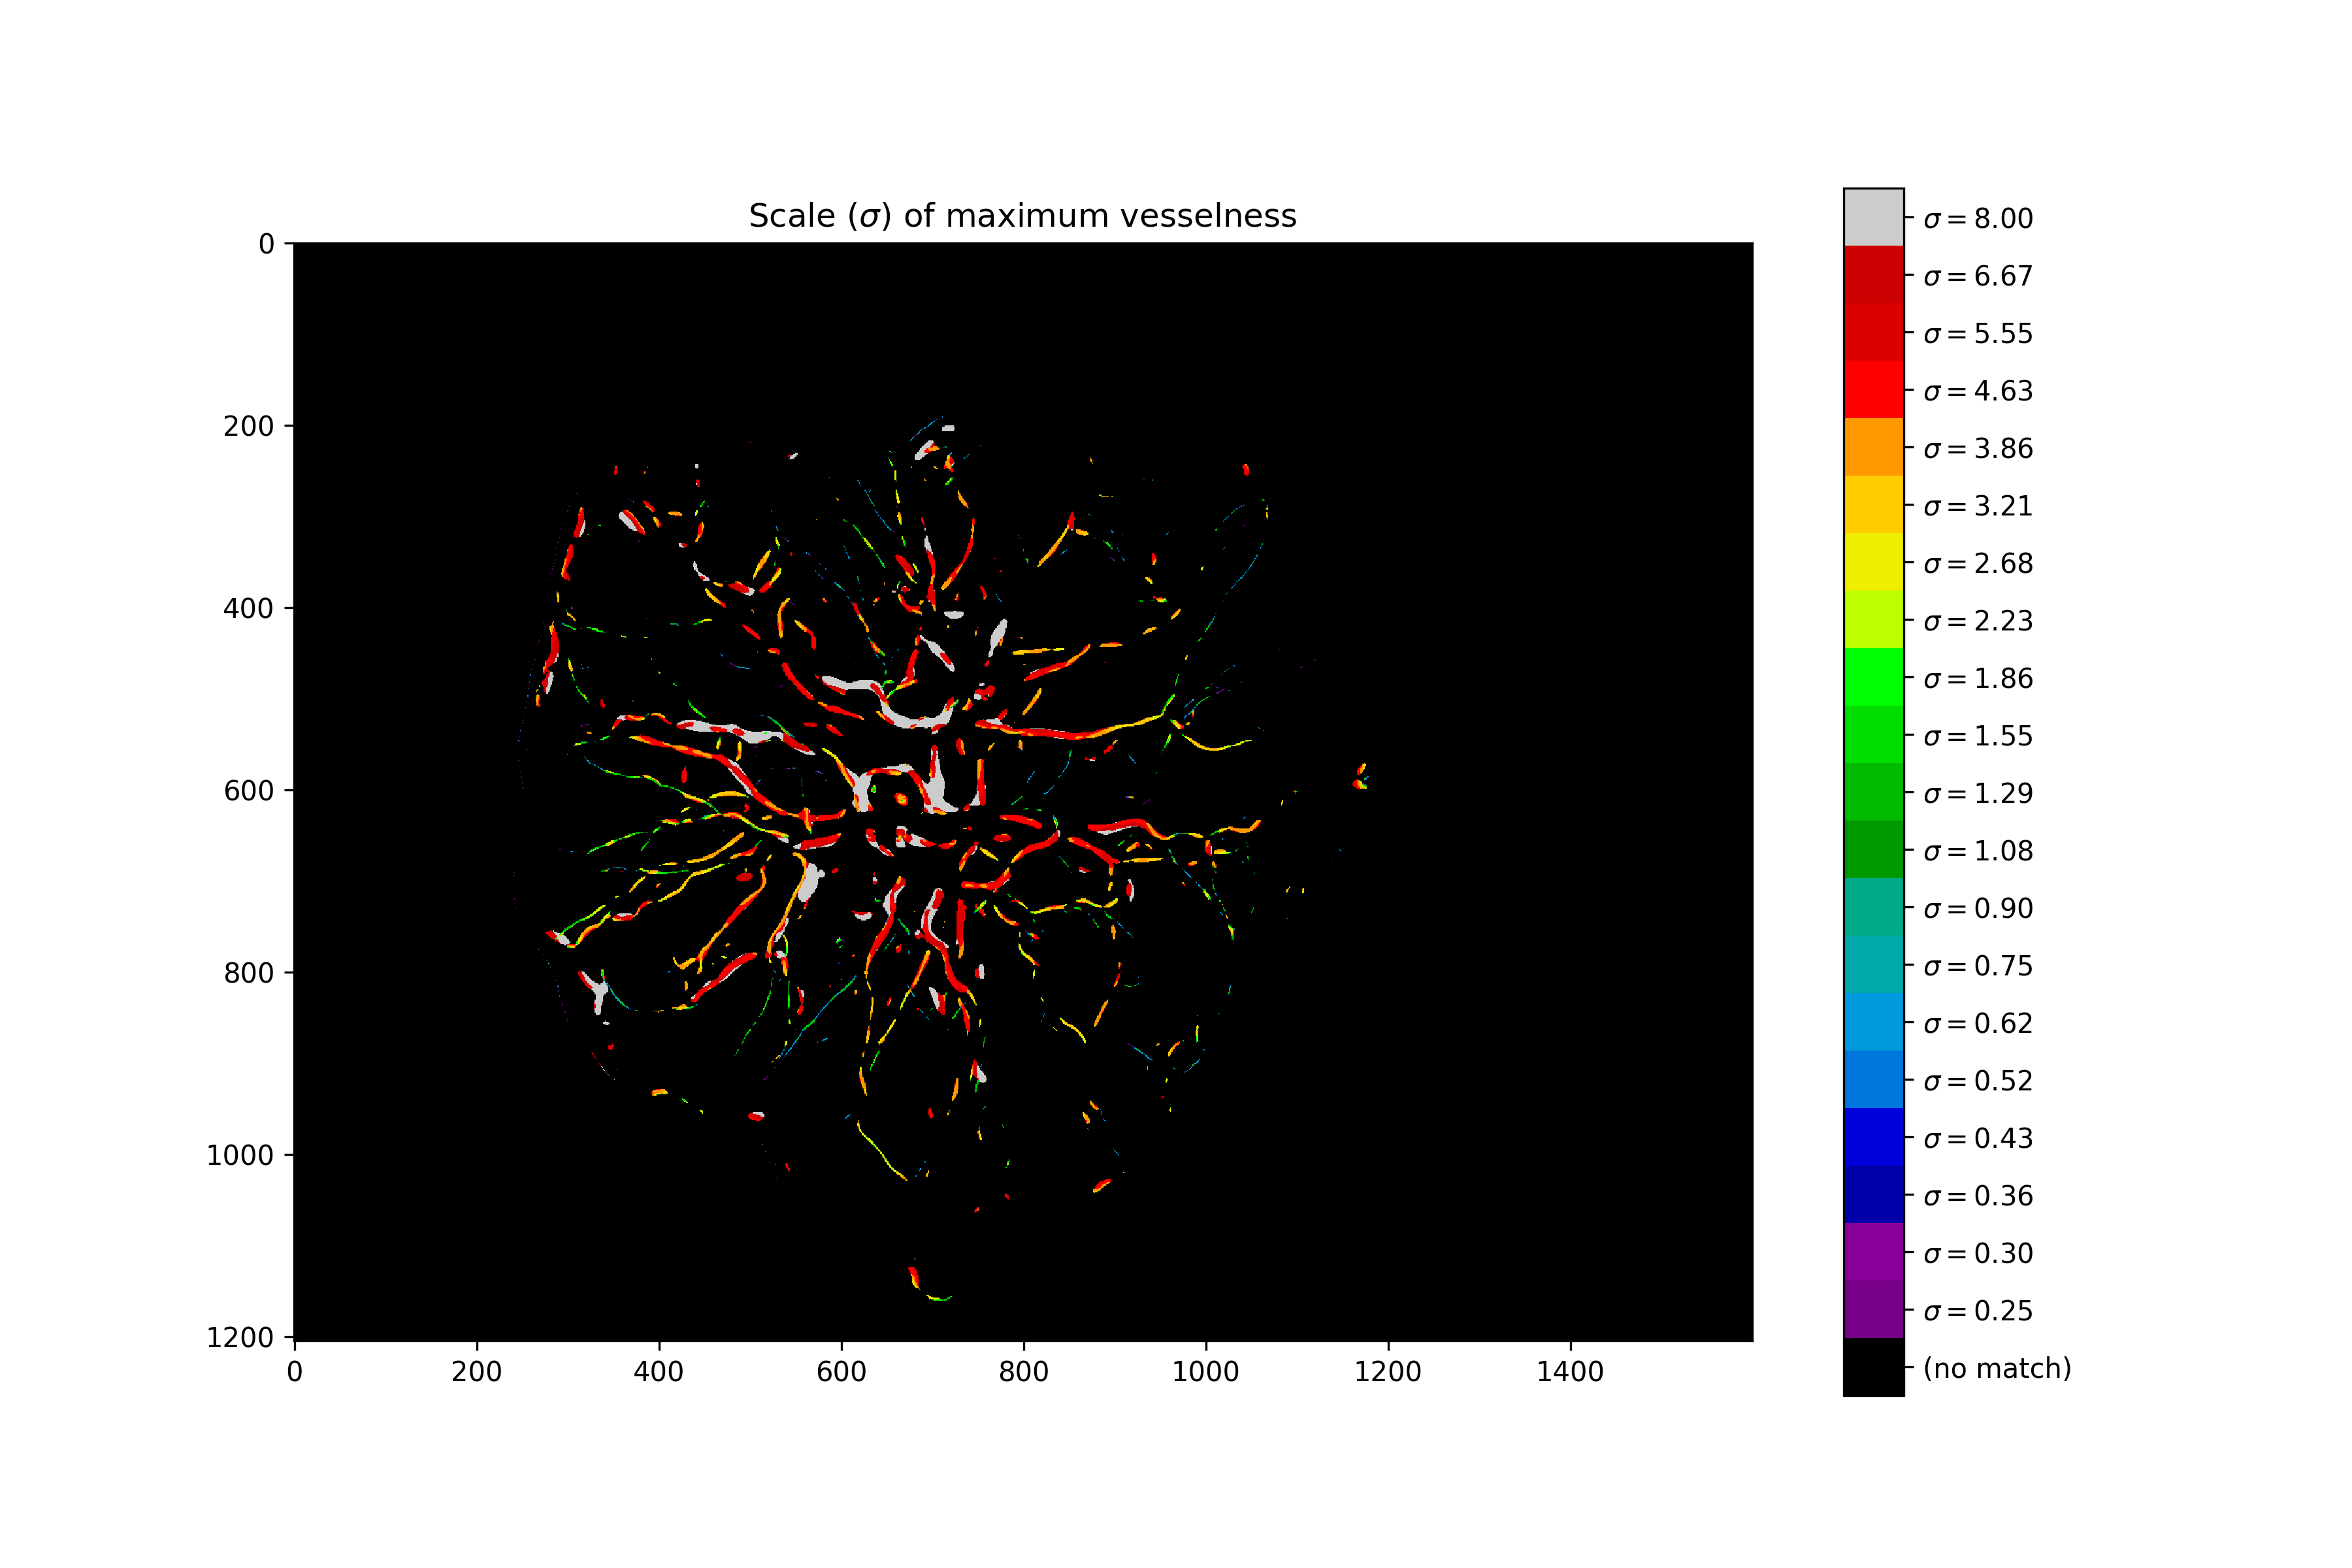 Scale (σ) of maximum vesselness
0
200
400
600
800
1000
1200
0 200 400 600 800 1000 1200 1400
σ = 8.00
σ = 6.67
σ = 5.55
σ = 4.63
σ = 3.86
σ = 3.21
σ = 2.68
σ = 2.23
σ = 1.86
σ = 1.55
σ = 1.29
σ = 1.08
σ = 0.90
σ = 0.75
σ = 0.62
σ = 0.52
σ = 0.43
σ = 0.36
σ = 0.30
σ = 0.25
(no match)